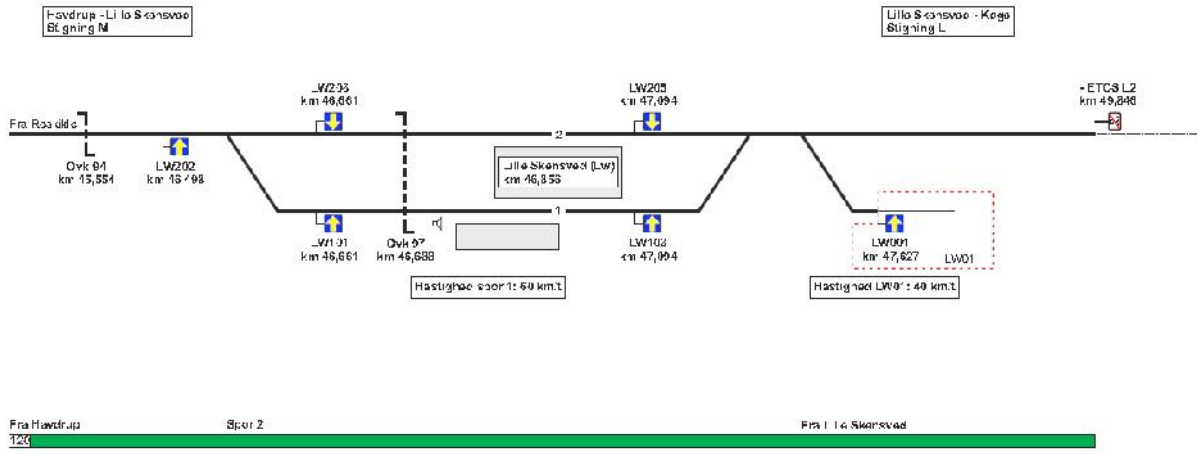 Havdrup - Lille Skensved
Stigning M
Lille Skensved - Køge
Stigning L
LW203
km 46,661
LW205
km 47,094
- ETCS L2
km 49,846
Fra Roskilde
2
Ovk 94
km 45,554
LW202
km 46,498
Lille Skensved (Lw)
km 46,856
1
LW101
km 46,661
Ovk 97
km 46,688
LW103
km 47,094
LW001
km 47,627
LW01
Hastighed spor 1: 60 km/t
Hastighed LW01: 40 km/t
Fra Havdrup
Spor 2
Fra Lille Skensved
120